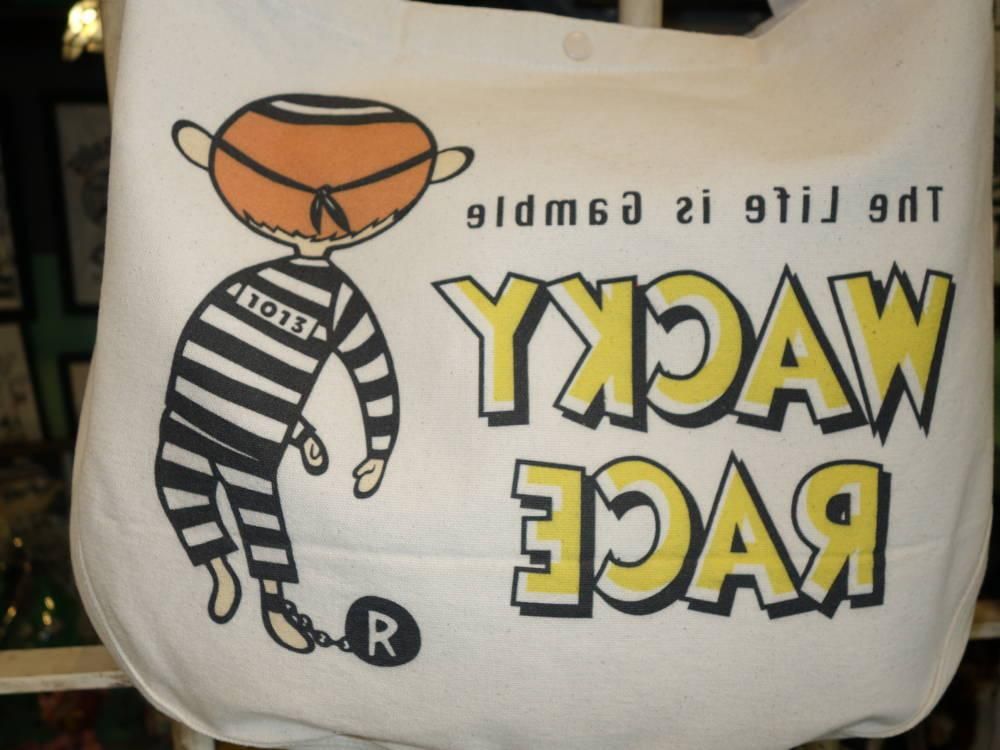 The Life is Gamble
WACKY
RACE
1013
R